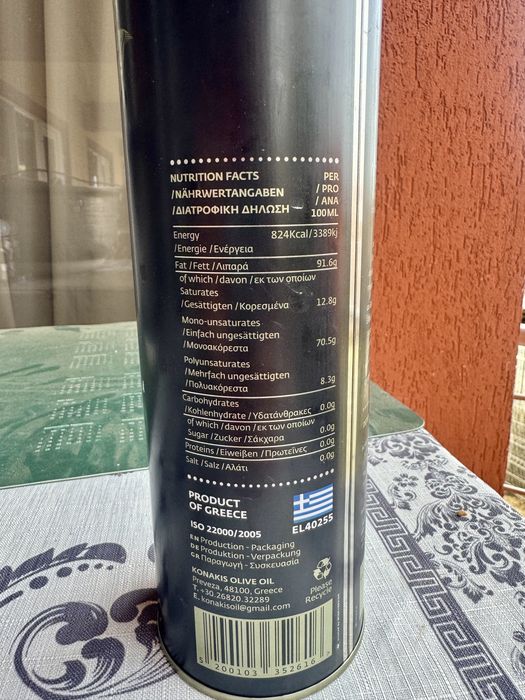 NUTRITION FACTS PER
/NÄHRWERTANGABEN / PRO
/ΔΙΑΤΡΟΦΙΚΗ ΔΗΛΩΣΗ / ANA
100ML
Energy 824Kcal/3389kj
/Energie / Ενέργεια
Fat / Fett / Λιπαρά 91.6g
of which / davon / εκ των οποίων
Saturates
/Gesättigten / Κορεσμένα 12.8g
Mono-unsaturates
/Einfach ungesättigten
/Μονοακόρεστα 70.5g
Polyunsaturates
/Mehrfach ungesättigten
/Πολυακόρεστα 8.3g
Carbohydrates
/Kohlenhydrate / Υδατάνθρακες 0.0g
of which / davon / εκ των οποίων
Sugar / Zucker / Σάκχαρα 0.0g
Proteins / Eiweißen / Πρωτείνες 0.0g
Salt / Salz / Αλάτι 0.0g
PRODUCT
OF GREECE
EL40255
ISO 22000/2005
EN Production - Packaging
DE Produktion - Verpackung
GR Παραγωγή - Συσκευασία
KONAKIS OLIVE OIL
Preveza, 48100, Greece
T. +30.26820.32289
E. konakisoil@gmail.com
Please
Recycle
5 200103 352616